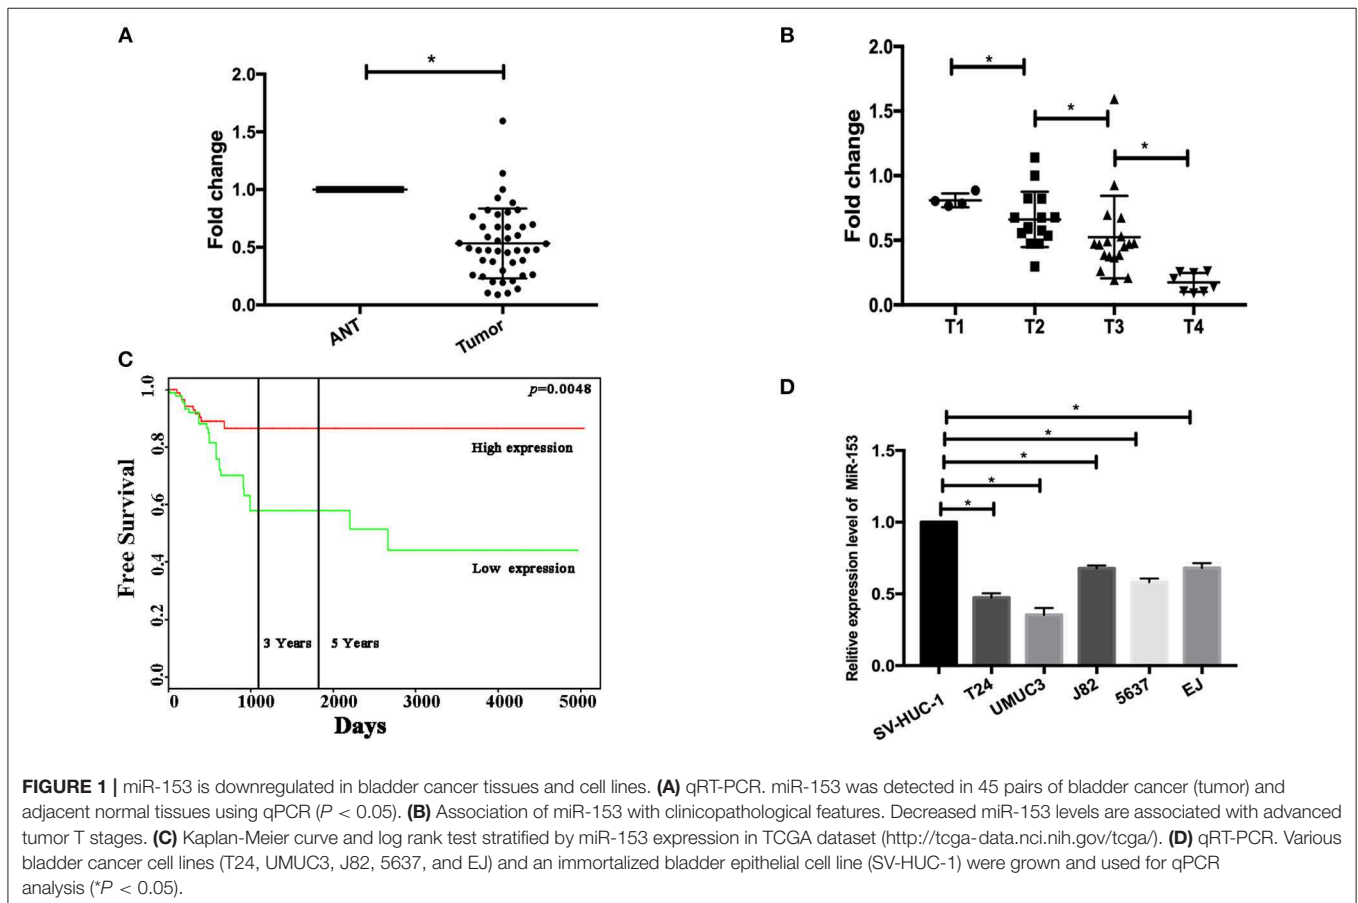 A
*
2.0
1.5
1.0
0.5
0.0
Fold change
ANT
Tumor
B
2.0
1.5
1.0
0.5
0.0
Fold change
*
*
*
T1
T2
T3
T4
C
1.0
0.8
0.6
0.4
0.2
0.0
Free Survival
p=0.0048
High expression
Low expression
3 Years
5 Years
0
1000
2000
3000
4000
5000
Days
D
*
*
*
*
*
1.5
1.0
0.5
0.0
Relitive expression level of MiR-153
SV-HUC-1
T24
UMUC3
J82
5637
EJ
FIGURE 1 | miR-153 is downregulated in bladder cancer tissues and cell lines. (A) qRT-PCR. miR-153 was detected in 45 pairs of bladder cancer (tumor) and
adjacent normal tissues using qPCR (P < 0.05). (B) Association of miR-153 with clinicopathological features. Decreased miR-153 levels are associated with advanced
tumor T stages. (C) Kaplan-Meier curve and log rank test stratified by miR-153 expression in TCGA dataset (http://tcga-data.nci.nih.gov/tcga/). (D) qRT-PCR. Various
bladder cancer cell lines (T24, UMUC3, J82, 5637, and EJ) and an immortalized bladder epithelial cell line (SV-HUC-1) were grown and used for qPCR
analysis (*P < 0.05).